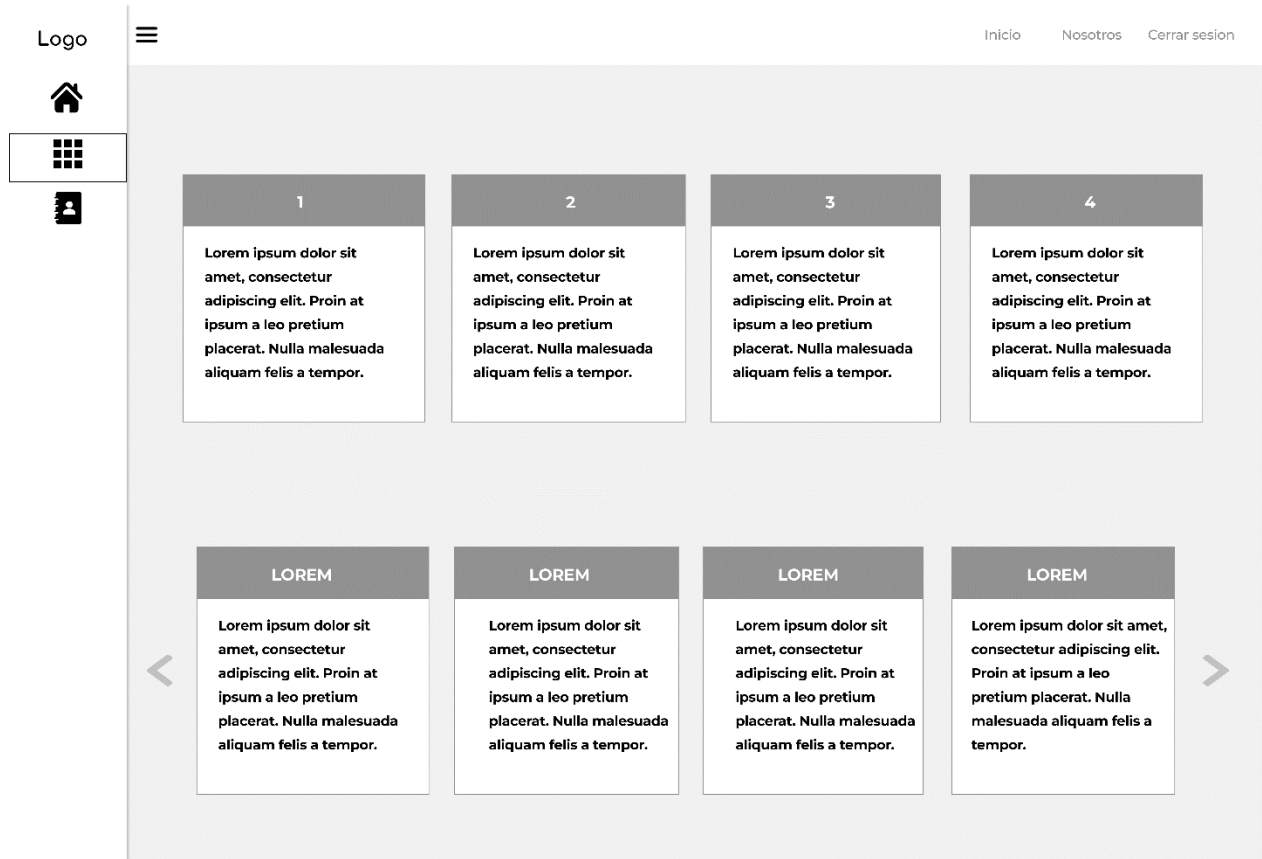 Logo
Inicio
Nosotros
Cerrar sesion
1
Lorem ipsum dolor sit
amet, consectetur
adipiscing elit. Proin at
ipsum a leo pretium
placerat. Nulla malesuada
aliquam felis a tempor.
2
Lorem ipsum dolor sit
amet, consectetur
adipiscing elit. Proin at
ipsum a leo pretium
placerat. Nulla malesuada
aliquam felis a tempor.
3
Lorem ipsum dolor sit
amet, consectetur
adipiscing elit. Proin at
ipsum a leo pretium
placerat. Nulla malesuada
aliquam felis a tempor.
4
Lorem ipsum dolor sit
amet, consectetur
adipiscing elit. Proin at
ipsum a leo pretium
placerat. Nulla malesuada
aliquam felis a tempor.
LOREM
Lorem ipsum dolor sit
amet, consectetur
adipiscing elit. Proin at
ipsum a leo pretium
placerat. Nulla malesuada
aliquam felis a tempor.
LOREM
Lorem ipsum dolor sit
amet, consectetur
adipiscing elit. Proin at
ipsum a leo pretium
placerat. Nulla malesuada
aliquam felis a tempor.
LOREM
Lorem ipsum dolor sit
amet, consectetur
adipiscing elit. Proin at
ipsum a leo pretium
placerat. Nulla malesuada
aliquam felis a tempor.
LOREM
Lorem ipsum dolor sit amet,
consectetur adipiscing elit.
Proin at ipsum a leo
pretium placerat. Nulla
malesuada aliquam felis a
tempor.